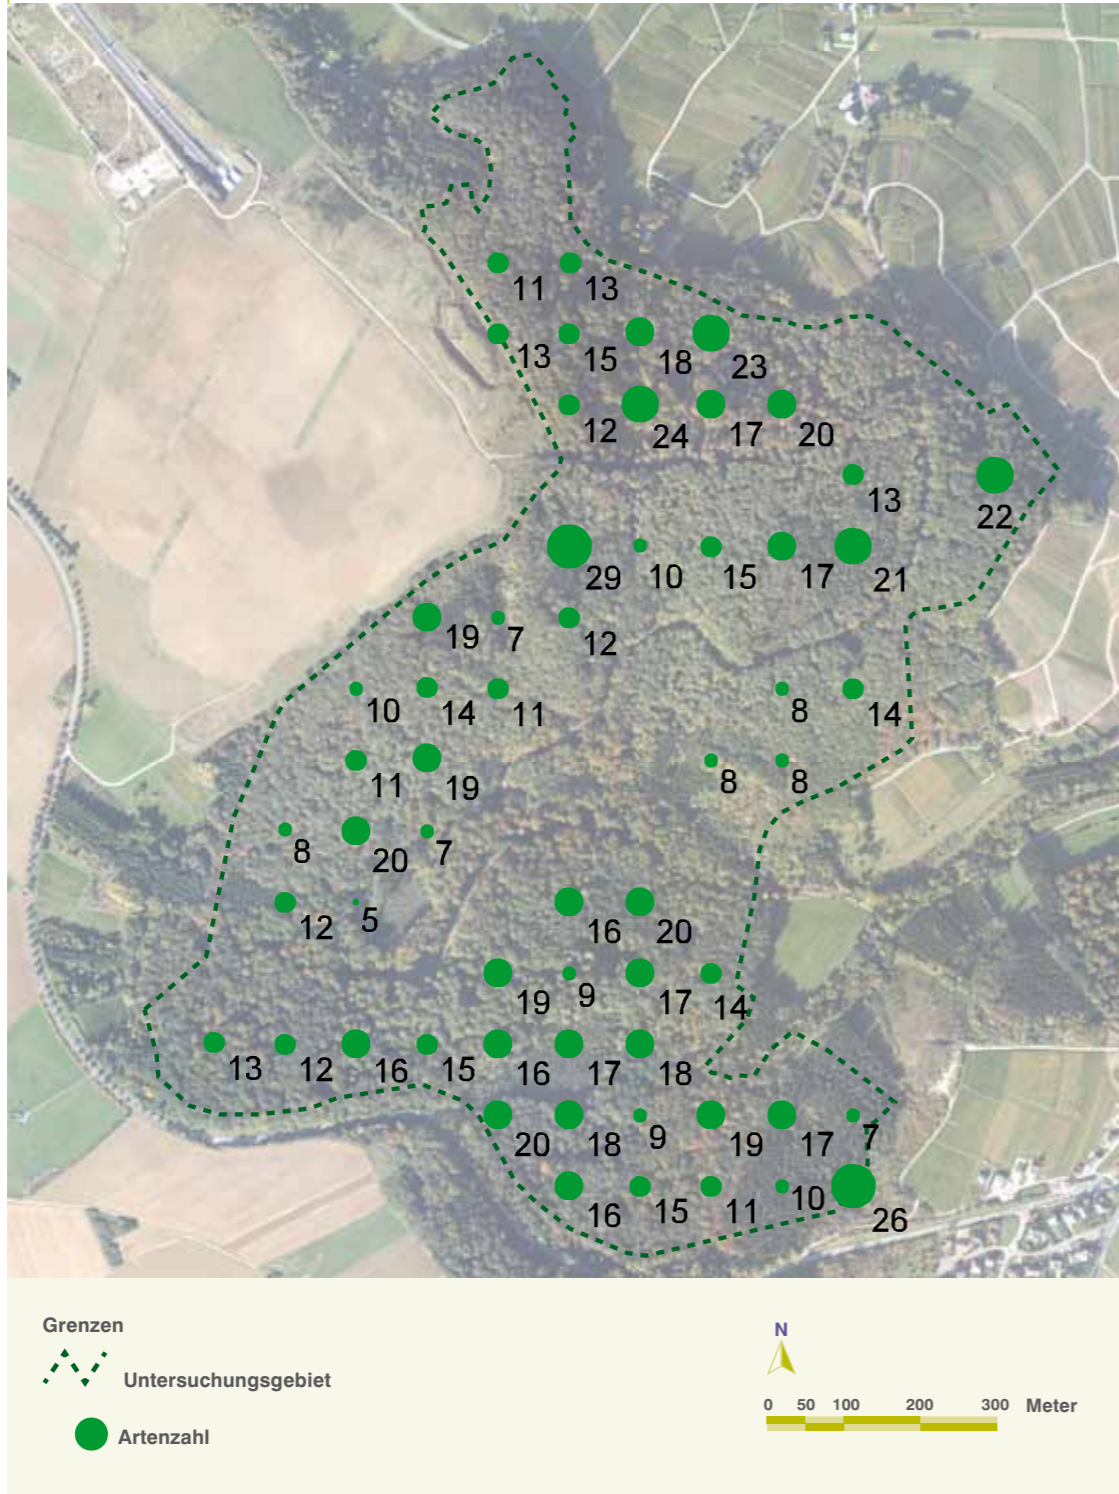 11 13
13 15 18 23
12 24 17 20
13 22
29 10 15 17 21
19 7 12
10 14 11 8 14
11 19 8 8
8 20 7
12 5 16 20
19 9 17 14
13 12 16 15 16 17 18
20 18 9 19 17 7
16 15 11 10 26
Grenzen
Untersuchungsgebiet
Artenzahl
N
0 50 100 200 300 Meter